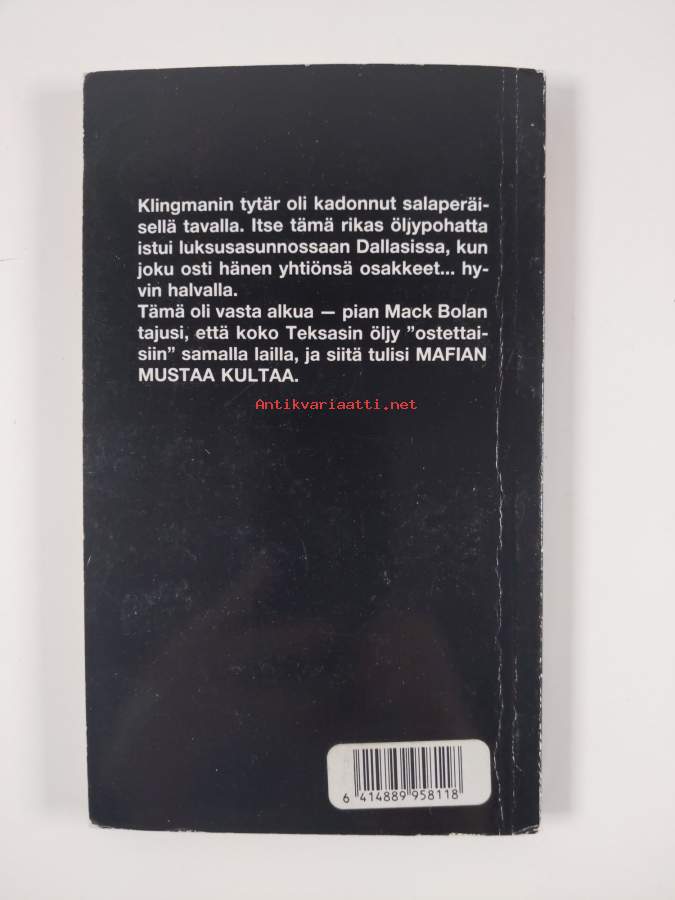 Klingmanin tytär oli kadonnut salaperäi-
sellä tavalla. Itse tämä rikas öljypohatta
istui luksusasunnossaan Dallasissa, kun
joku osti hänen yhtiönsä osakkeet... hy-
vin halvalla.
Tämä oli vasta alkua — pian Mack Bolan
tajusi, että koko Teksasin öljy ”ostettai-
siin” samalla lailla, ja siitä tulisi MAFIAN
MUSTAA KULTAA.
Antikvariaatti.net
6 414889 958118